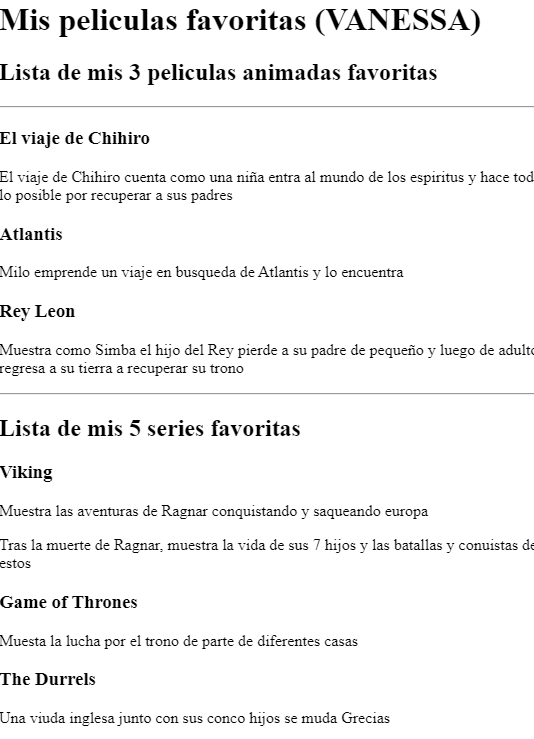 Mis peliculas favoritas (VANESSA)
Lista de mis 3 peliculas animadas favoritas
El viaje de Chihiro
El viaje de Chihiro cuenta como una niña entra al mundo de los espiritus y hace tod
lo posible por recuperar a sus padres
Atlantis
Milo emprende un viaje en busqueda de Atlantis y lo encuentra
Rey Leon
Muestra como Simba el hijo del Rey pierde a su padre de pequeño y luego de adulto
regresa a su tierra a recuperar su trono
Lista de mis 5 series favoritas
Viking
Muestra las aventuras de Ragnar conquistando y saqueando europa
Tras la muerte de Ragnar, muestra la vida de sus 7 hijos y las batallas y conuistas de
estos
Game of Thrones
Muesta la lucha por el trono de parte de diferentes casas
The Durrels
Una viuda inglesa junto con sus conco hijos se muda Grecias